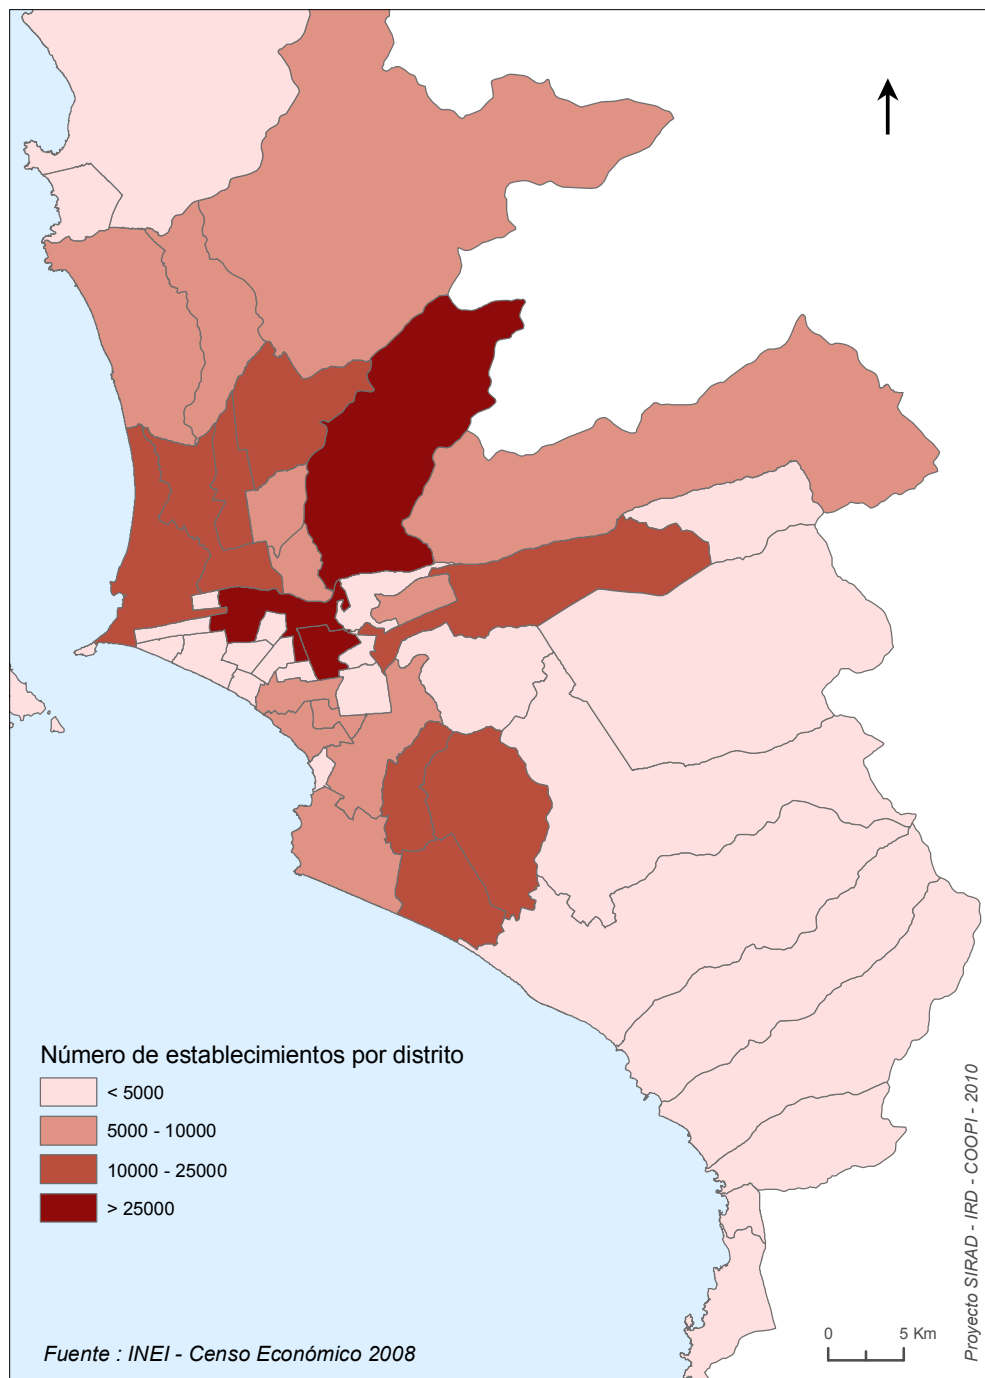 Número de establecimientos por distrito
< 5000
5000 - 10000
10000 - 25000
> 25000
Fuente : INEI - Censo Económico 2008
0 5 Km
Proyecto SIRAD - IRD - COOPI - 2010